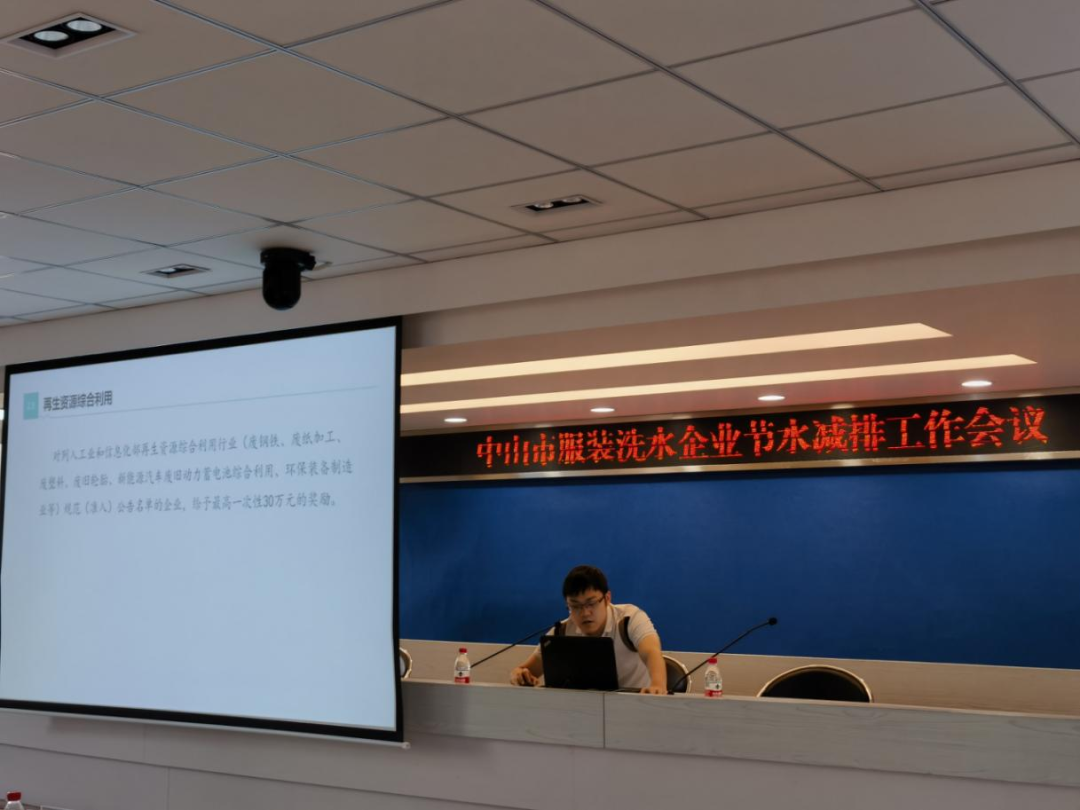 再生资源综合利用
对列入工业和信息化部再生资源综合利用行业（废钢铁、废纸加工、
废塑料、废旧轮胎、新能源汽车废旧动力蓄电池综合利用、环保装备制造
业等）规范（准入）公告名单的企业，给予最高一次性30万元的奖励。
中山市服装洗水企业节水减排工作会议